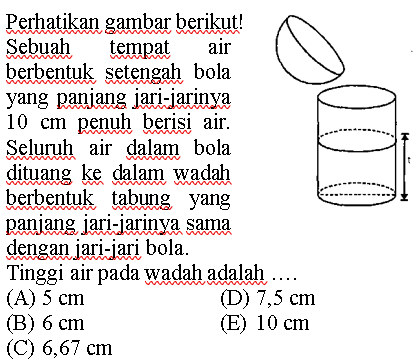 Perhatikan gambar berikut!
Sebuah tempat air
berbentuk setengah bola
yang panjang jari-jarinya
10 cm penuh berisi air.
Seluruh air dalam bola
dituang ke dalam wadah
berbentuk tabung yang
panjang jari-jarinya sama
dengan jari-jari bola.
Tinggi air pada wadah adalah ....
(A) 5 cm (D) 7,5 cm
(B) 6 cm (E) 10 cm
(C) 6,67 cm